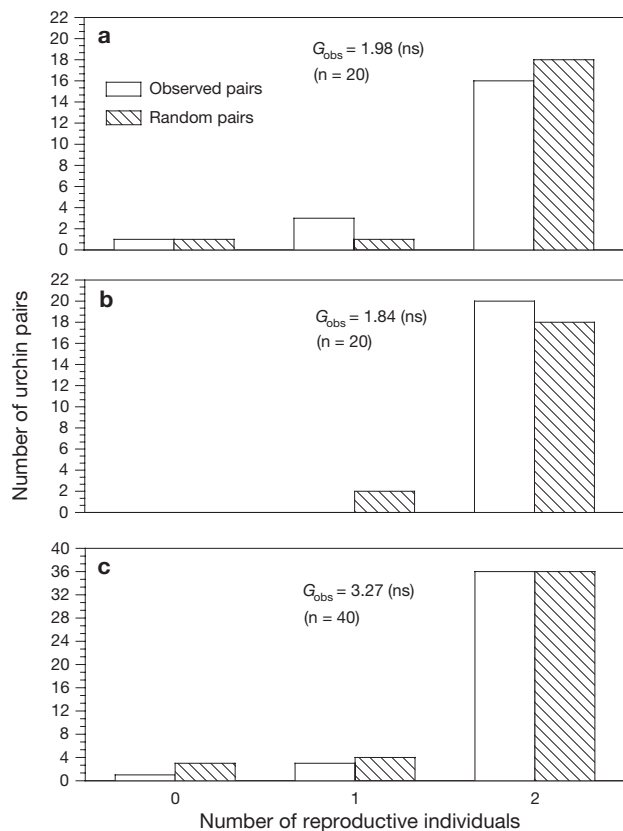 a
G_obs = 1.98 (ns)
(n = 20)
Observed pairs
Random pairs
22
20
18
16
14
12
10
8
6
4
2
0
b
G_obs = 1.84 (ns)
(n = 20)
22
20
18
16
14
12
10
8
6
4
2
0
Number of urchin pairs
c
G_obs = 3.27 (ns)
(n = 40)
40
36
32
28
24
20
16
12
8
4
0
0 1 2
Number of reproductive individuals